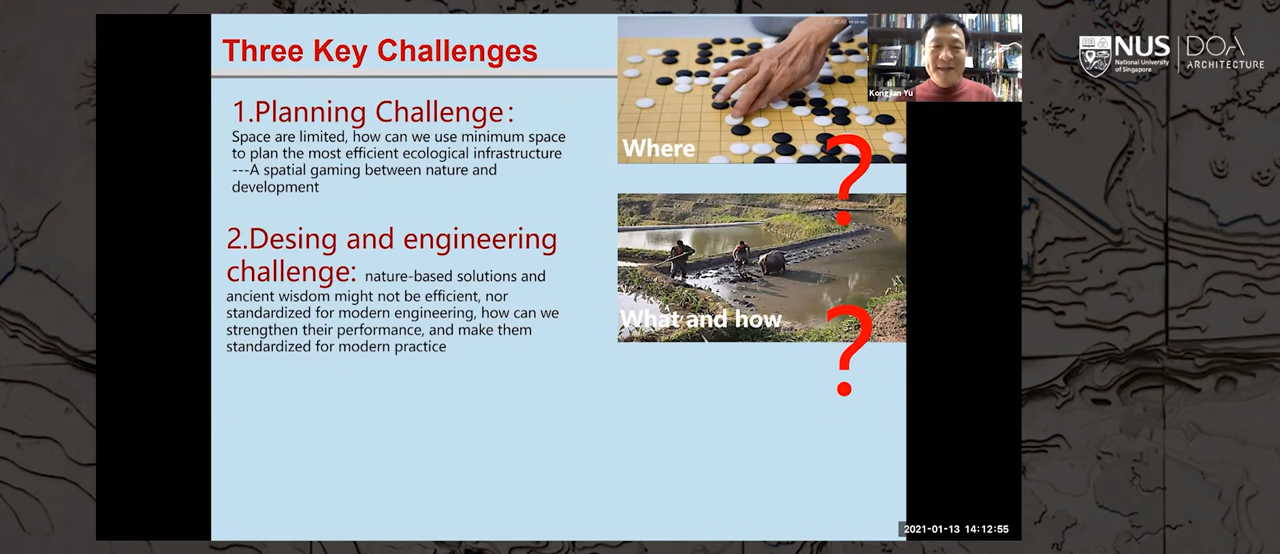 Three Key Challenges
1.Planning Challenge:
Space are limited, how can we use minimum space
to plan the most efficient ecological infrastructure
---A spatial gaming between nature and
development
2.Desing and engineering
challenge: nature-based solutions and
ancient wisdom might not be efficient, nor
standardized for modern engineering, how can we
strengthen their performance, and make them
standardized for modern practice
Where
?
What and how
?
Kongjian Yu
NUS
National University
of Singapore
DOA
ARCHITECTURE
2021-01-13 14:12:55